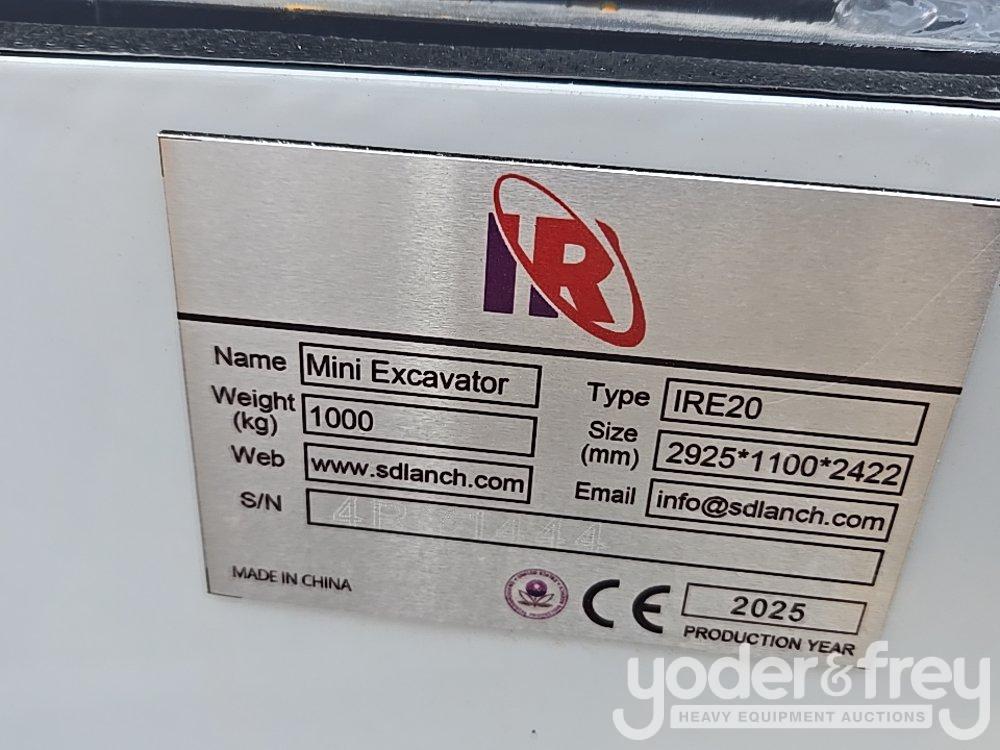 IR
Name Mini Excavator
Type IRE20
Weight (kg) 1000
Size (mm) 2925*1100*2422
Web www.sdlanch.com
Email info@sdlanch.com
S/N
MADE IN CHINA
CE
2025
PRODUCTION YEAR
yoder&frey
HEAVY EQUIPMENT AUCTIONS